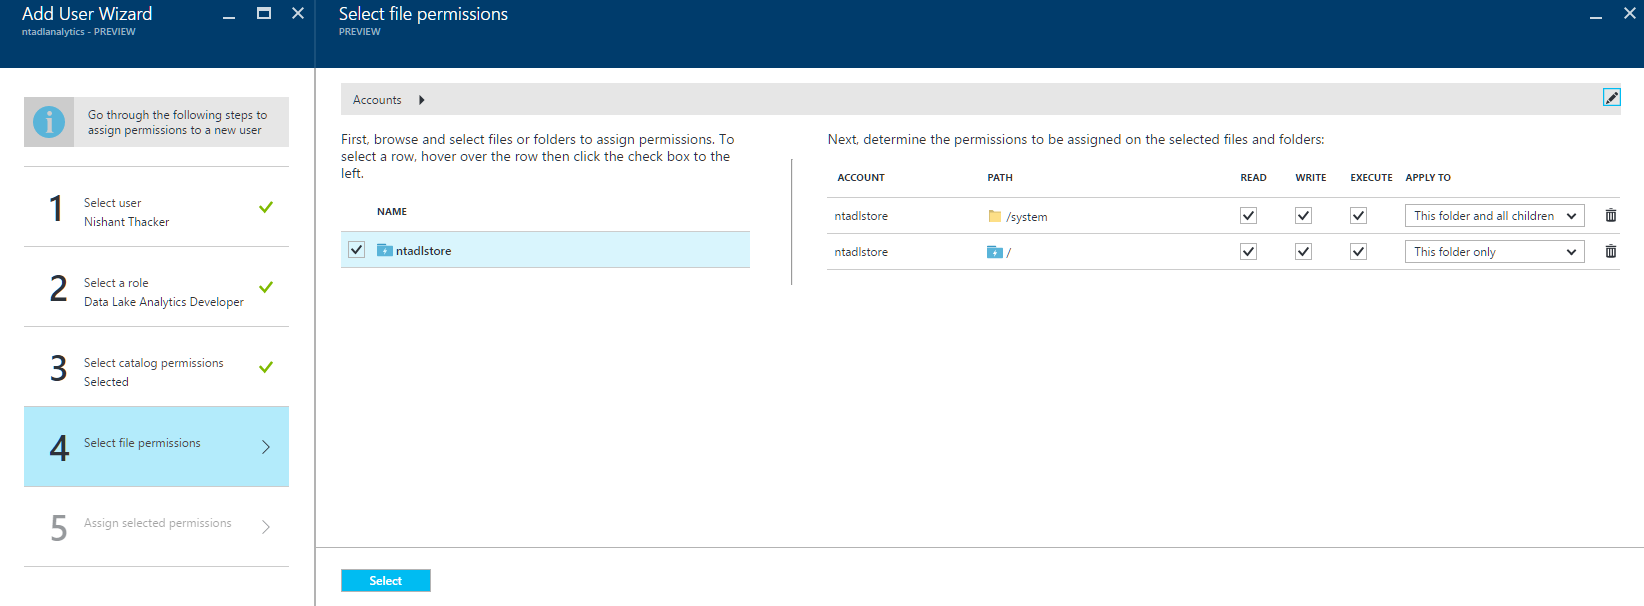 Add User Wizard
ntadlanalytics - PREVIEW
Go through the following steps to
assign permissions to a new user
1
Select user
Nishant Thacker
2
Select a role
Data Lake Analytics Developer
3
Select catalog permissions
Selected
4
Select file permissions
5
Assign selected permissions
Select file permissions
PREVIEW
Accounts
First, browse and select files or folders to assign permissions. To
select a row, hover over the row then click the check box to the
left.
NAME
ntadlstore
Next, determine the permissions to be assigned on the selected files and folders:
ACCOUNT PATH READ WRITE EXECUTE APPLY TO
ntadlstore /system This folder and all children
ntadlstore / This folder only
Select